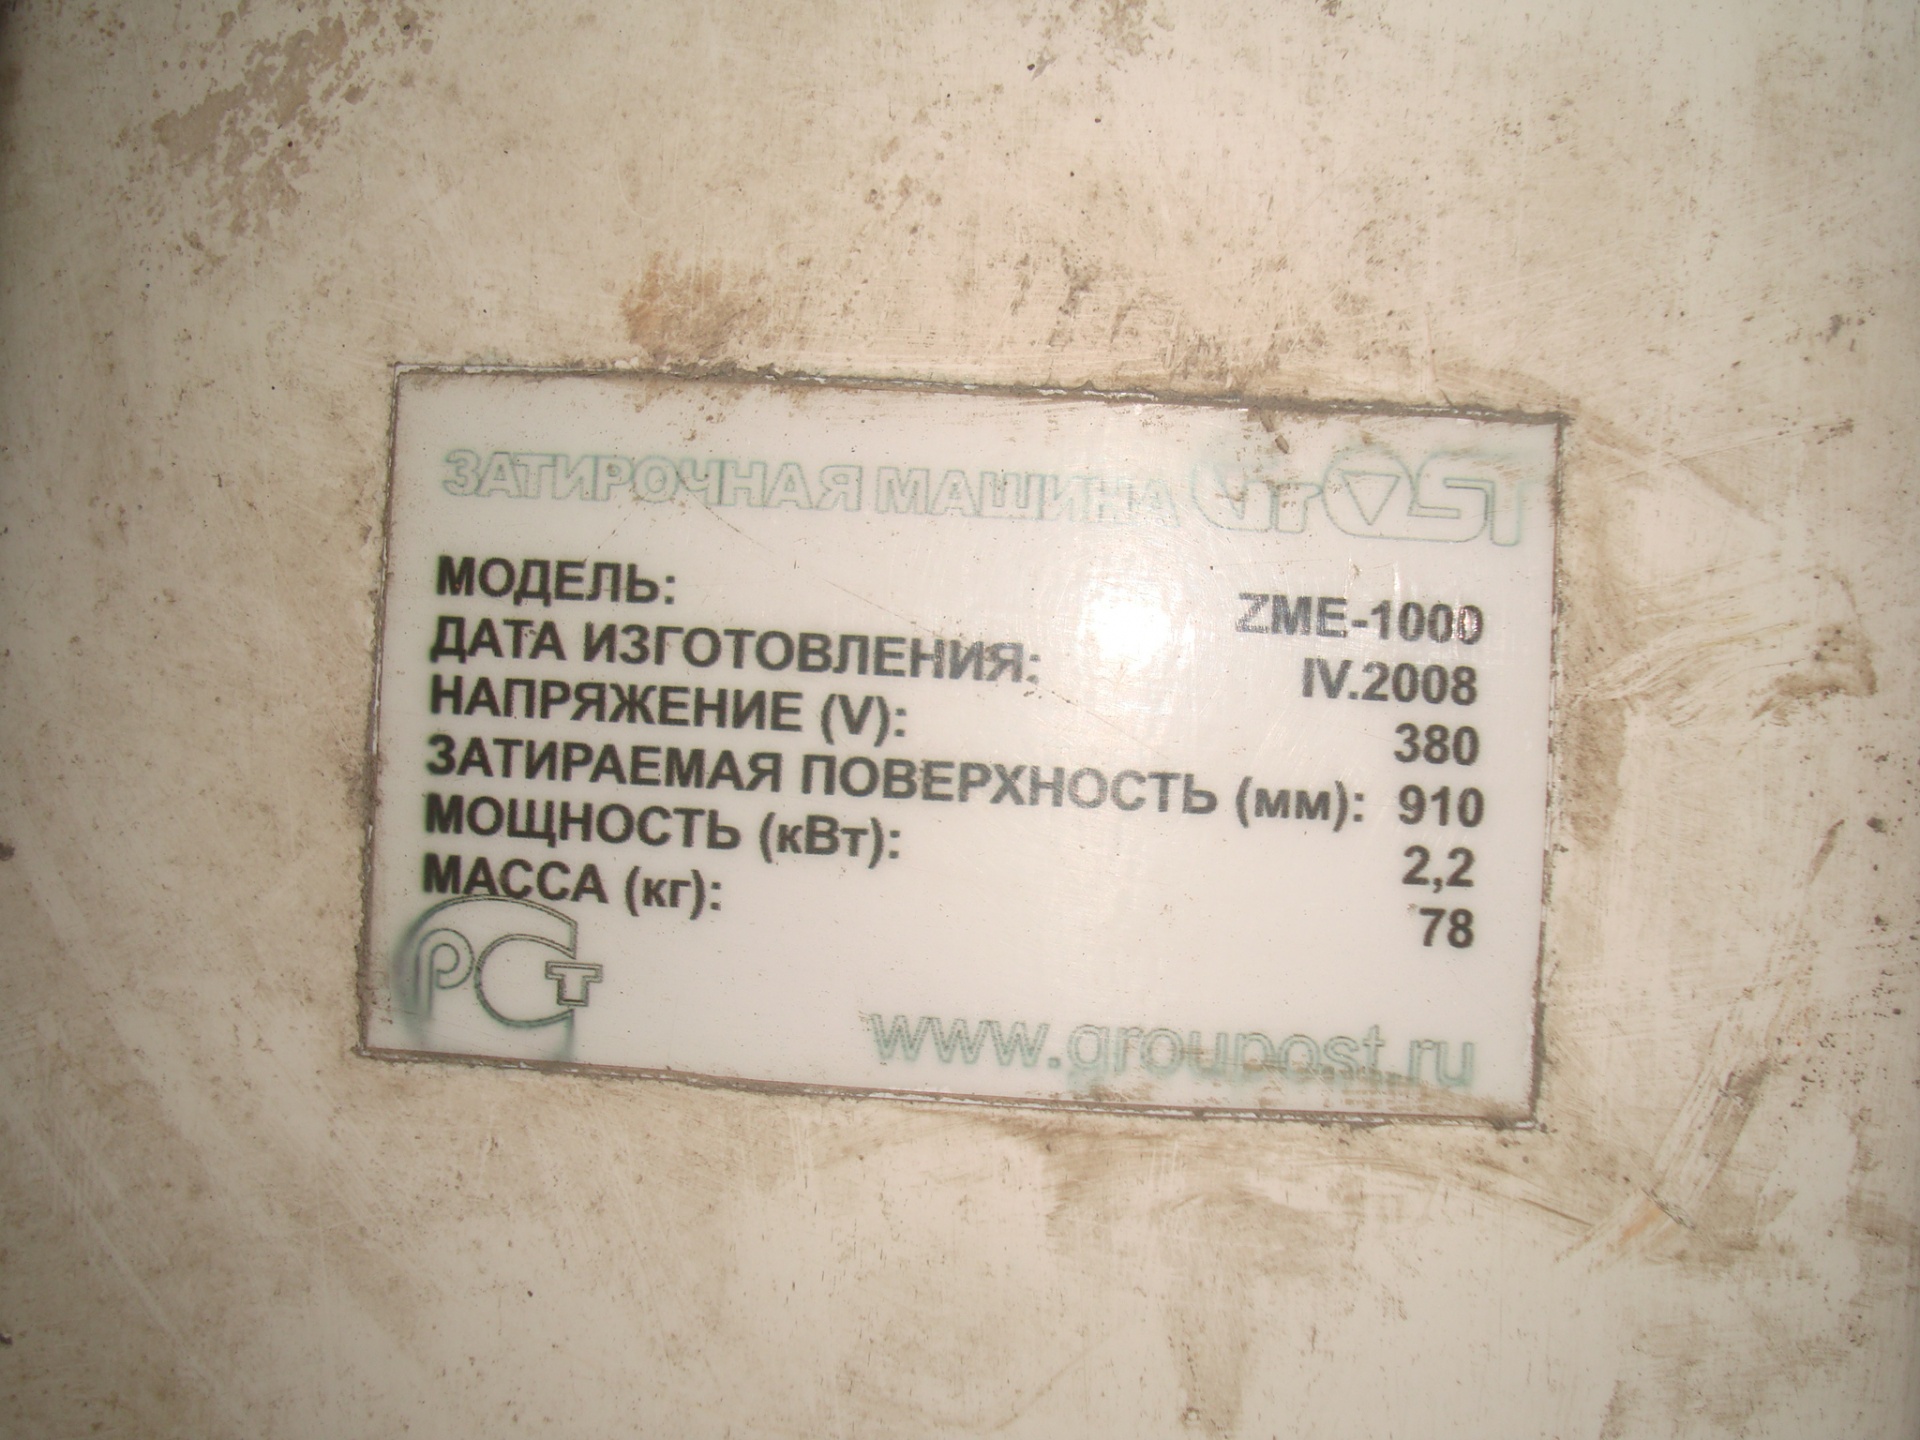 ЗАТИРОЧНАЯ МАШИНА GrOST
МОДЕЛЬ: ZME-1000
ДАТА ИЗГОТОВЛЕНИЯ: IV.2008
НАПРЯЖЕНИЕ (V): 380
ЗАТИРАЕМАЯ ПОВЕРХНОСТЬ (мм): 910
МОЩНОСТЬ (кВт): 2,2
МАССА (кг): 78
РСТ
www.groupost.ru